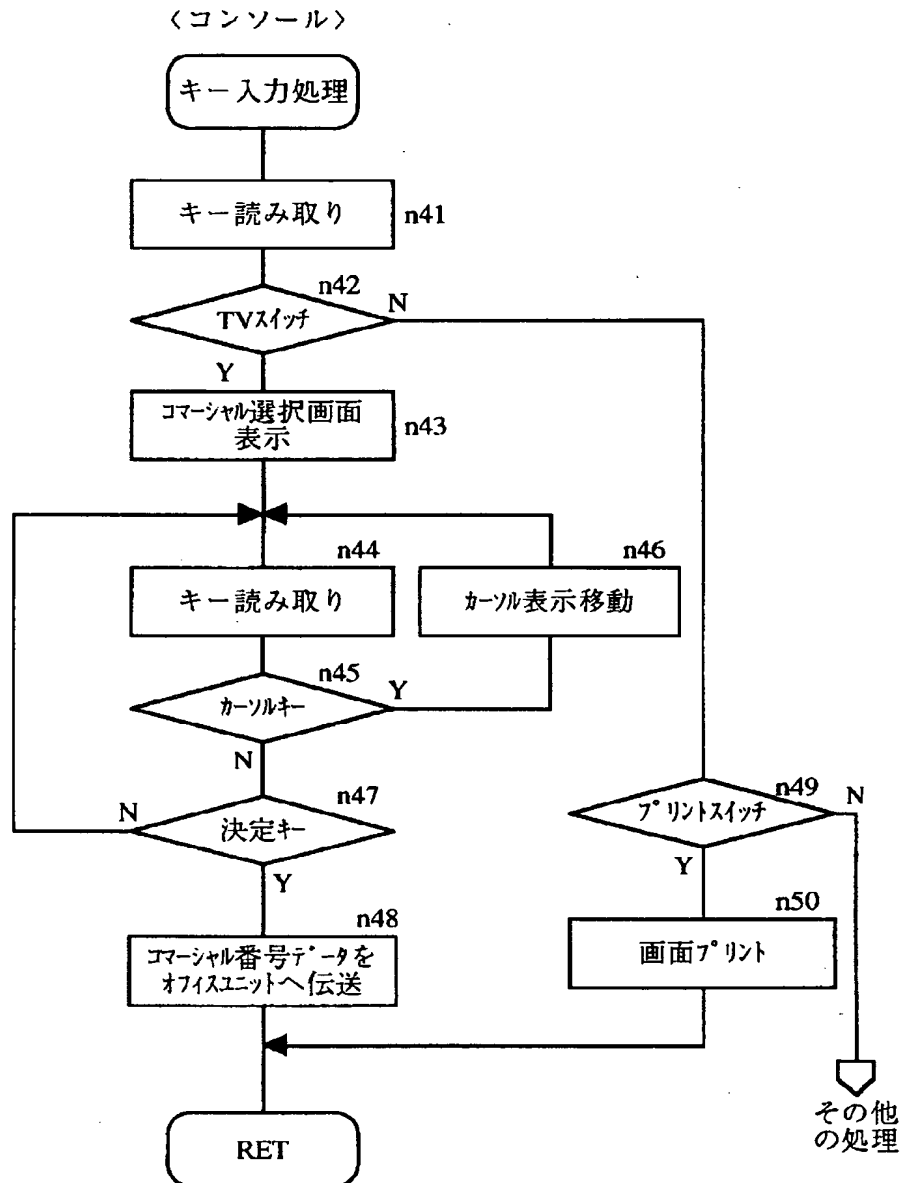 〈コンソール〉
キー入力処理
キー読み取り
n41
n42
TVスイッチ
N
Y
コマーシャル選択画面
表示
n43
n44
キー読み取り
n46
カーソル表示移動
n45
カーソルキー
Y
N
n47
決定キー
N
Y
n49
プリントスイッチ
N
Y
n48
コマーシャル番号データを
オフィスユニットへ伝送
n50
画面プリント
RET
その他
の処理